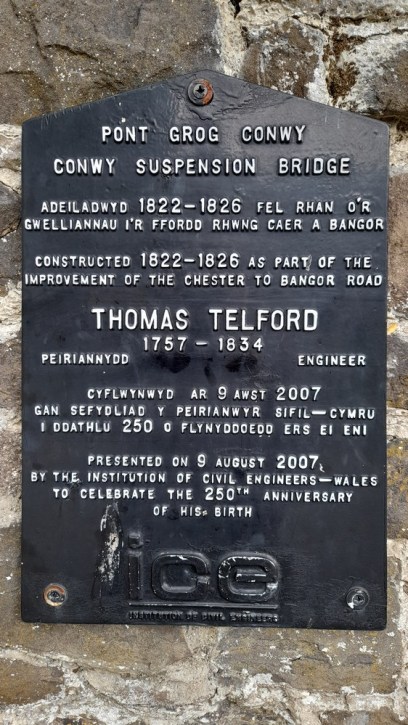 PONT GROG CONWY
CONWY SUSPENSION BRIDGE
ADEILADWYD 1822-1826 FEL RHAN O'R
GWELLIANNAU I'R FFORDD RHWNG CAER A BANGOR
CONSTRUCTED 1822-1826 AS PART OF THE
IMPROVEMENT OF THE CHESTER TO BANGOR ROAD
THOMAS TELFORD
1757 - 1834
PEIRIANNYDD ENGINEER
CYFLWYNWYD AR 9 AWST 2007
GAN SEFYDLIAD Y PEIRIANWYR SIFIL-CYMRU
I DDATHLU 250 O FLYNYDDOEDD ERS EI ENI
PRESENTED ON 9 AUGUST 2007,
BY THE INSTITUTION OF CIVIL ENGINEERS-WALES
TO CELEBRATE THE 250TH ANNIVERSARY
OF HIS BIRTH
ice
INSTITUTION OF CIVIL ENGINEERS